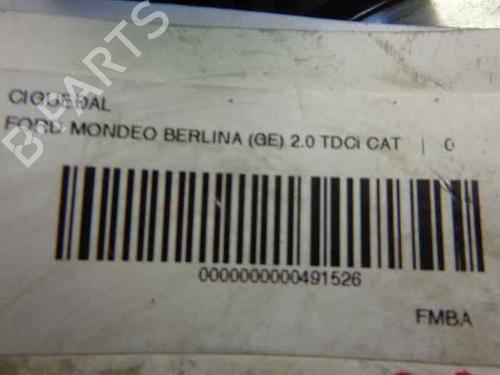 B PARTS
CIGUEÑAL
FORD MONDEO BERLINA (GE) 2.0 TDCI CAT | 0
0000000000491526
FMBA